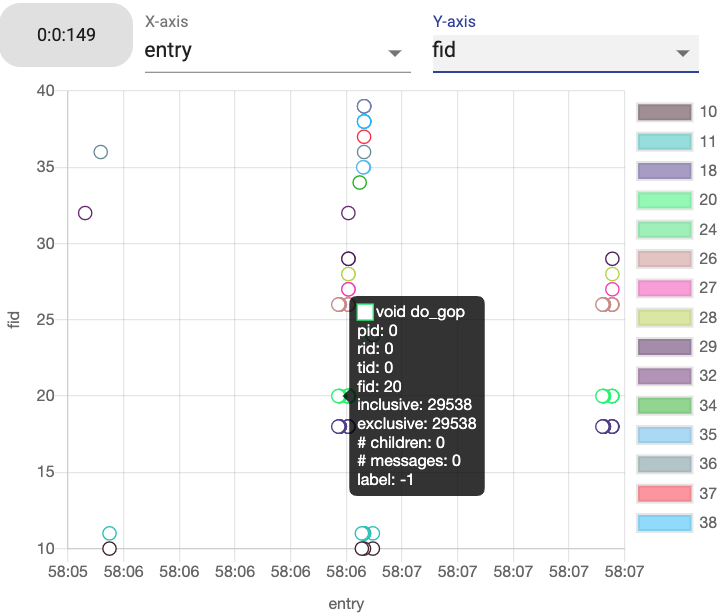 0:0:149
X-axis
entry
Y-axis
fid
40
35
30
25
20
15
10
fid
58:05 58:06 58:06 58:06 58:06 58:06 58:07 58:07 58:07 58:07 58:07
entry
void do_gop
pid: 0
rid: 0
tid: 0
fid: 20
inclusive: 29538
exclusive: 29538
# children: 0
# messages: 0
label: -1
10
11
18
20
24
26
27
28
29
32
34
35
36
37
38